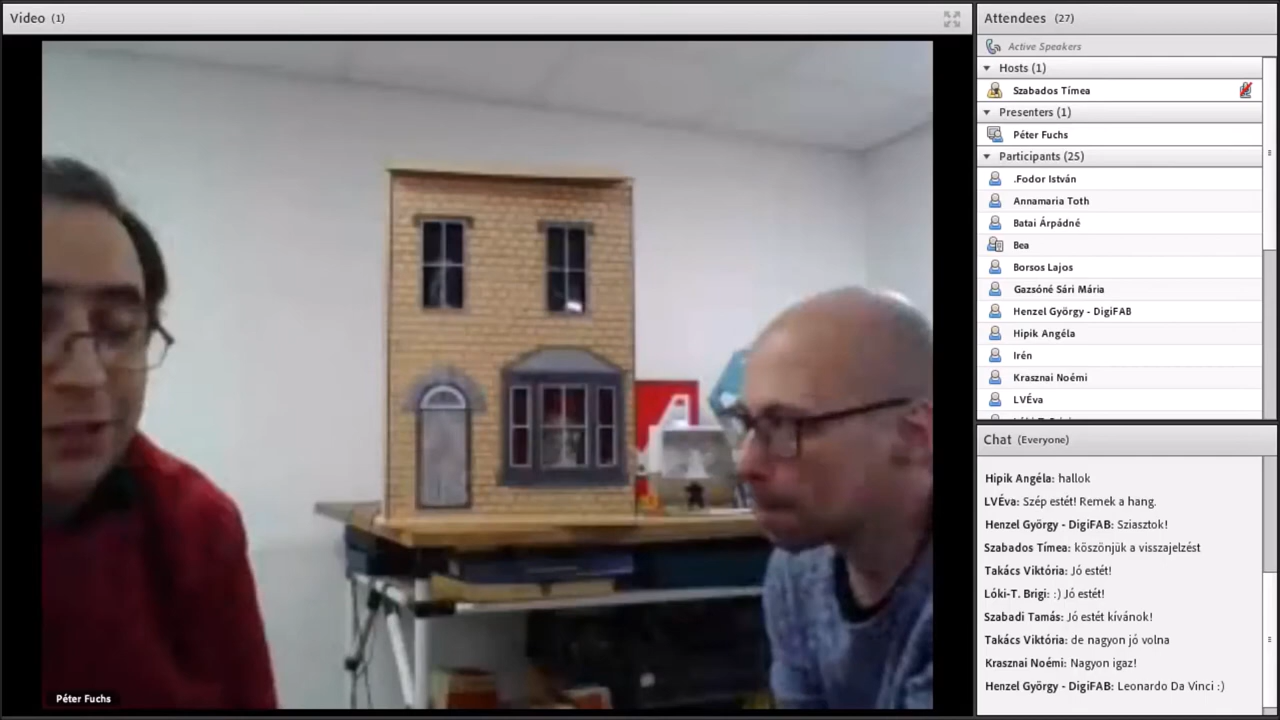 Video (1)
Péter Fuchs
Attendees (27)
Active Speakers
Hosts (1)
Szabados Tímea
Presenters (1)
Péter Fuchs
Participants (25)
.Fodor István
Annamaria Toth
Batai Árpádné
Bea
Borsos Lajos
Gazsóné Sári Mária
Henzel György - DigiFAB
Hipik Angéla
Irén
Krasznai Noémi
LVÉva
Chat (Everyone)
Hipik Angéla: hallok
LVÉva: Szép estét! Remek a hang.
Henzel György - DigiFAB: Sziasztok!
Szabados Tímea: köszönjük a visszajelzést
Takács Viktória: Jó estét!
Lóki-T. Brigi: :) Jó estét!
Szabadi Tamás: Jó estét kívánok!
Takács Viktória: de nagyon jó volna
Krasznai Noémi: Nagyon igaz!
Henzel György - DigiFAB: Leonardo Da Vinci :)